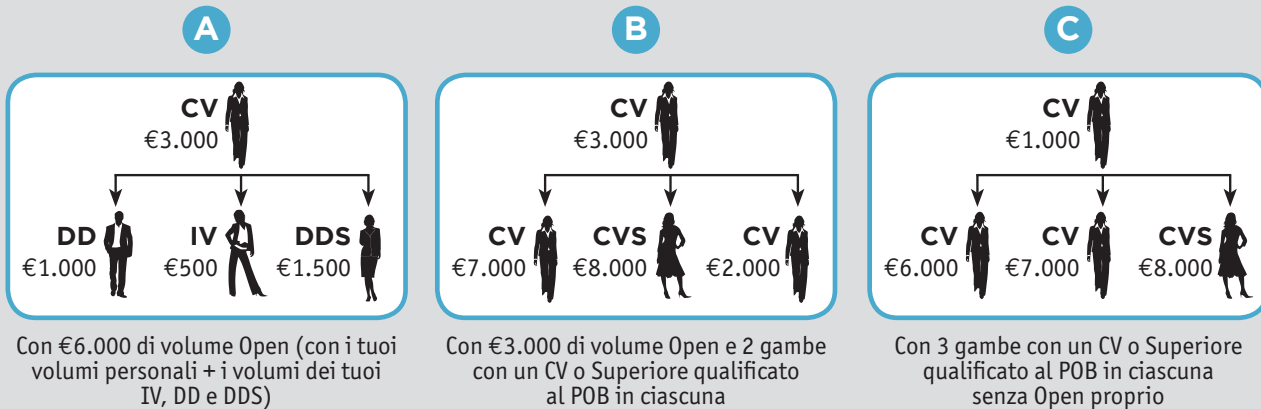 A
B
C
CV
€3.000
DD
€1.000
IV
€500
DDS
€1.500
Con €6.000 di volume Open (con i tuoi
volumi personali + i volumi dei tuoi
IV, DD e DDS)
CV
€3.000
CV
€7.000
CVS
€8.000
CV
€2.000
Con €3.000 di volume Open e 2 gambe
con un CV o Superiore qualificato
al POB in ciascuna
CV
€1.000
CV
€6.000
CV
€7.000
CVS
€8.000
Con 3 gambe con un CV o Superiore
qualificato al POB in ciascuna
senza Open proprio